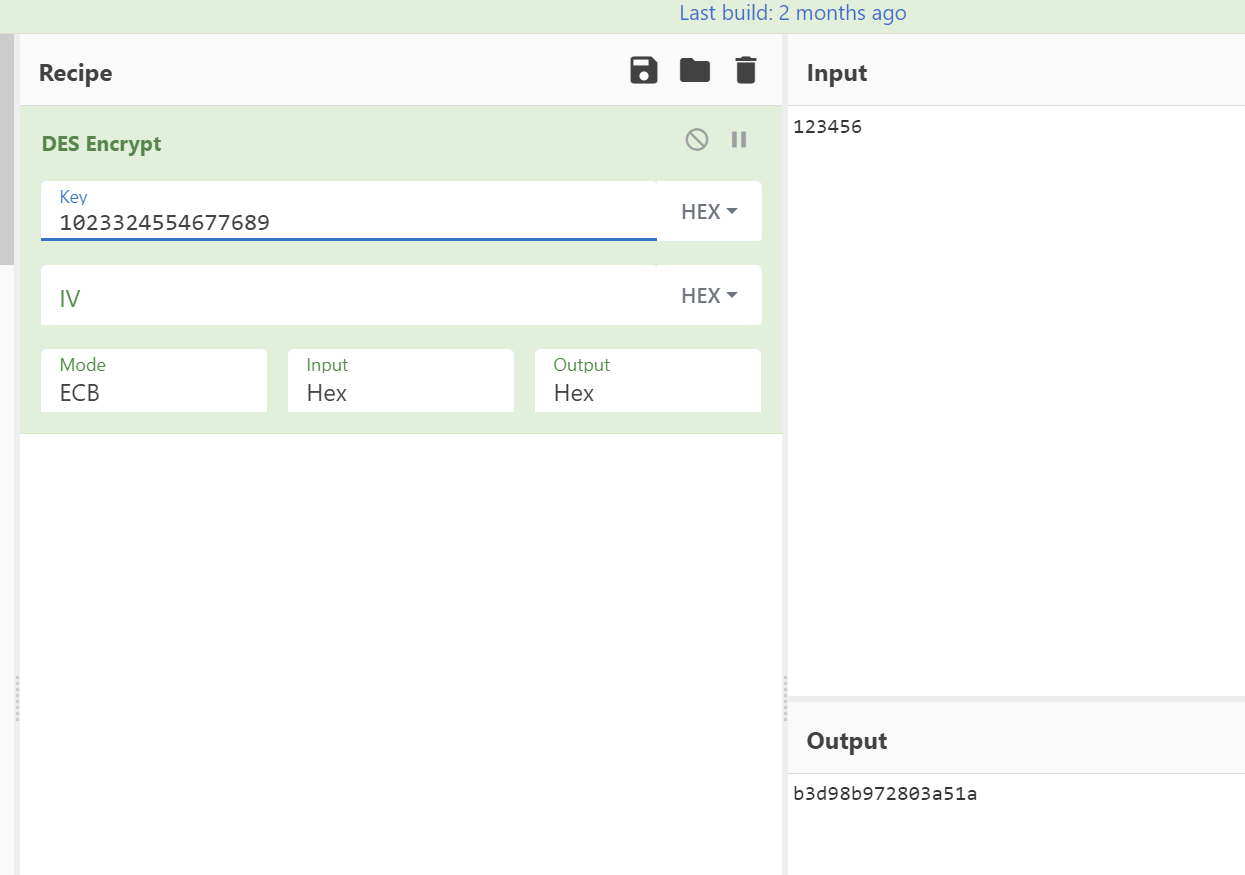 Last build: 2 months ago
Recipe
DES Encrypt
Key
1023324554677689
HEX
IV
HEX
Mode
ECB
Input
Hex
Output
Hex
Input
123456
Output
b3d98b972803a51a